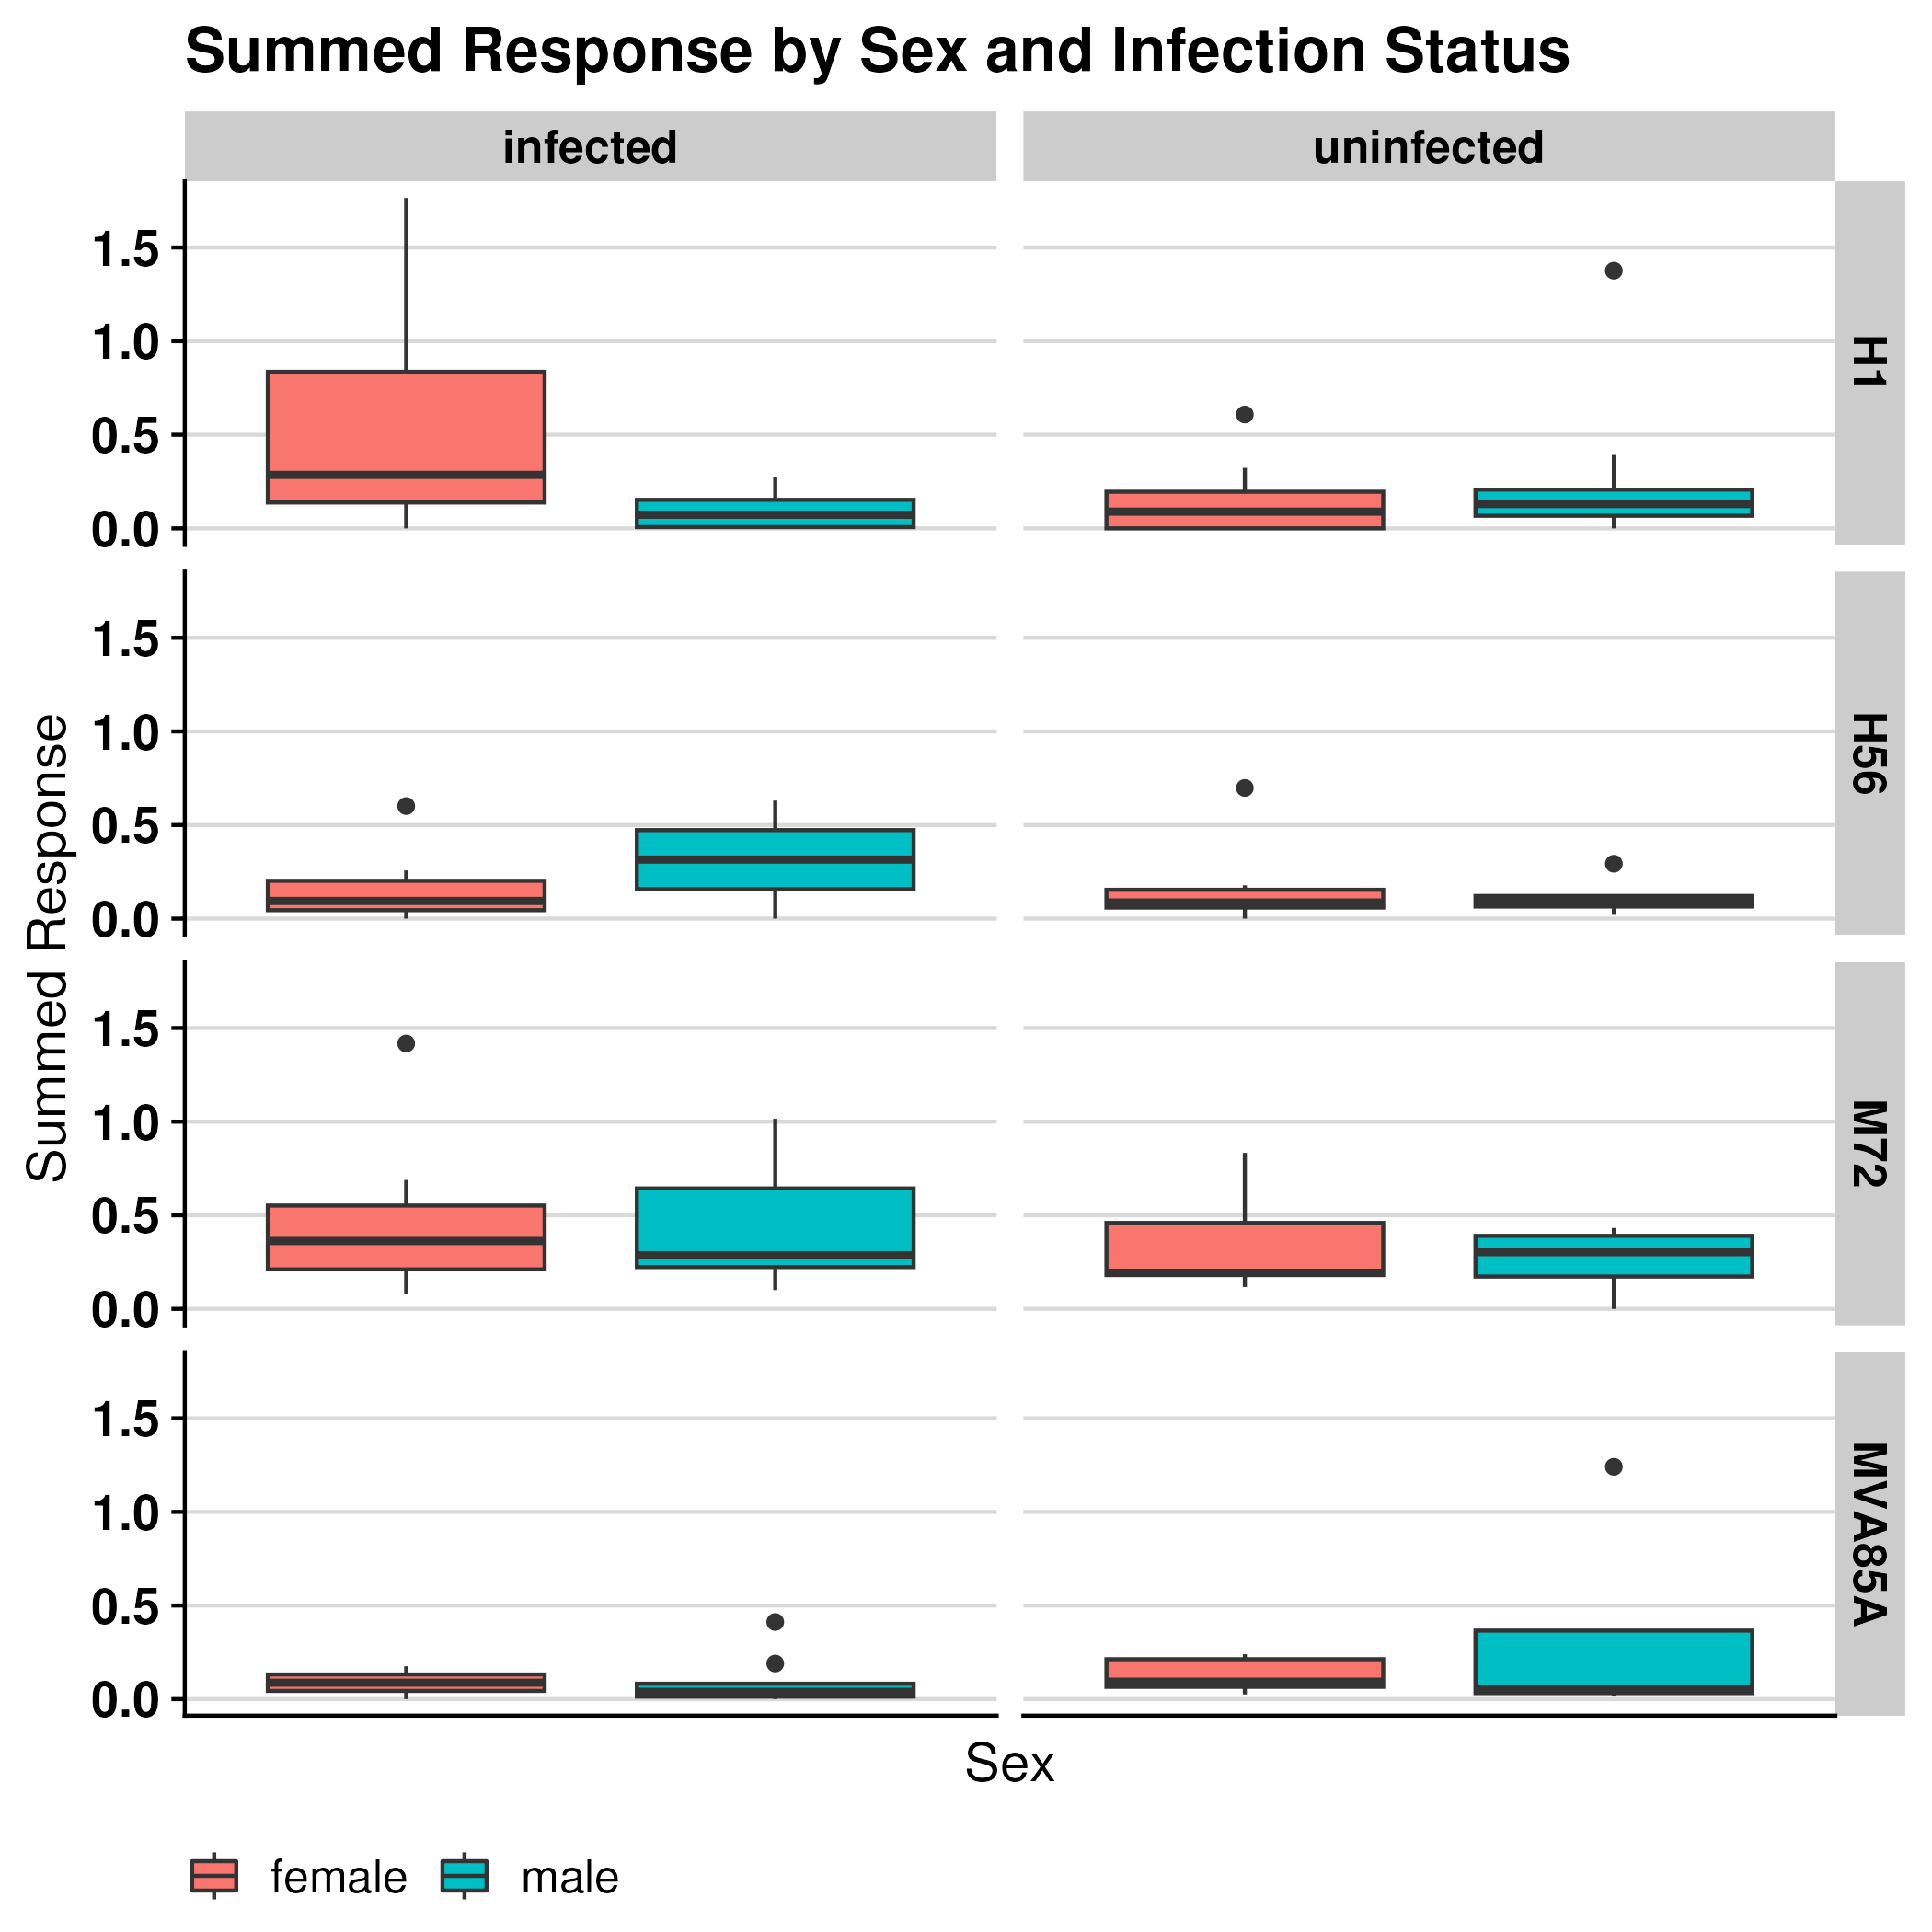 Summed Response by Sex and Infection Status
infected
uninfected
1.5
1.0
0.5
0.0
H1
1.5
1.0
0.5
0.0
H56
1.5
1.0
0.5
0.0
M72
1.5
1.0
0.5
0.0
MVA85A
Summed Response
Sex
female
male